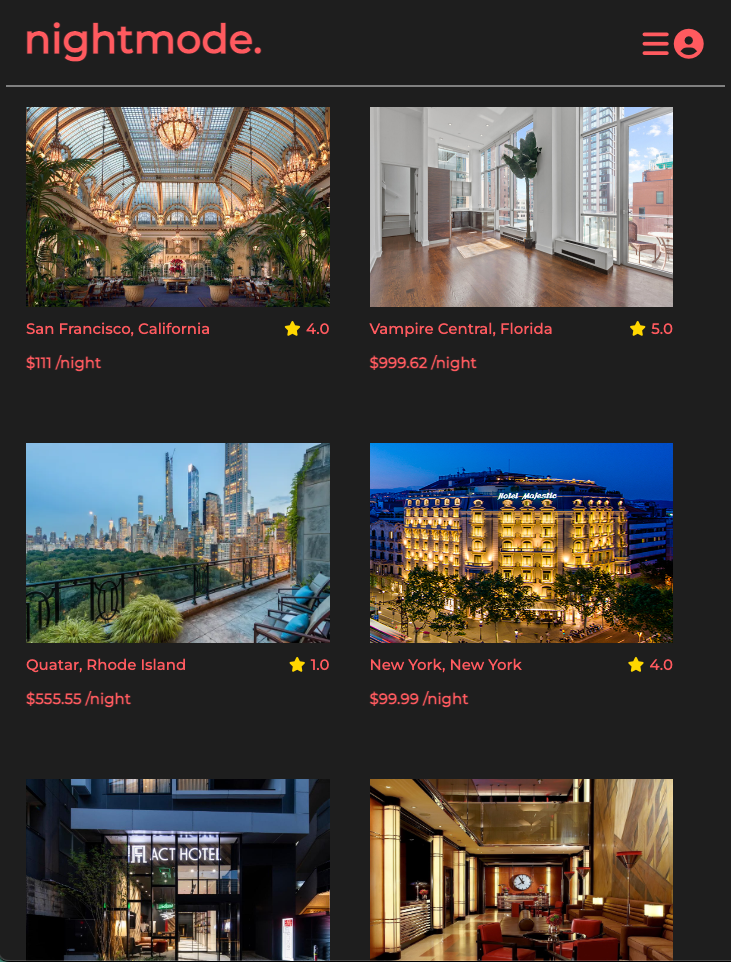 nightmode.
San Francisco, California 4.0
$111 /night
Vampire Central, Florida 5.0
$999.62 /night
Hotel Majestic
Quatar, Rhode Island 1.0
$555.55 /night
New York, New York 4.0
$99.99 /night
ACT HOTEL